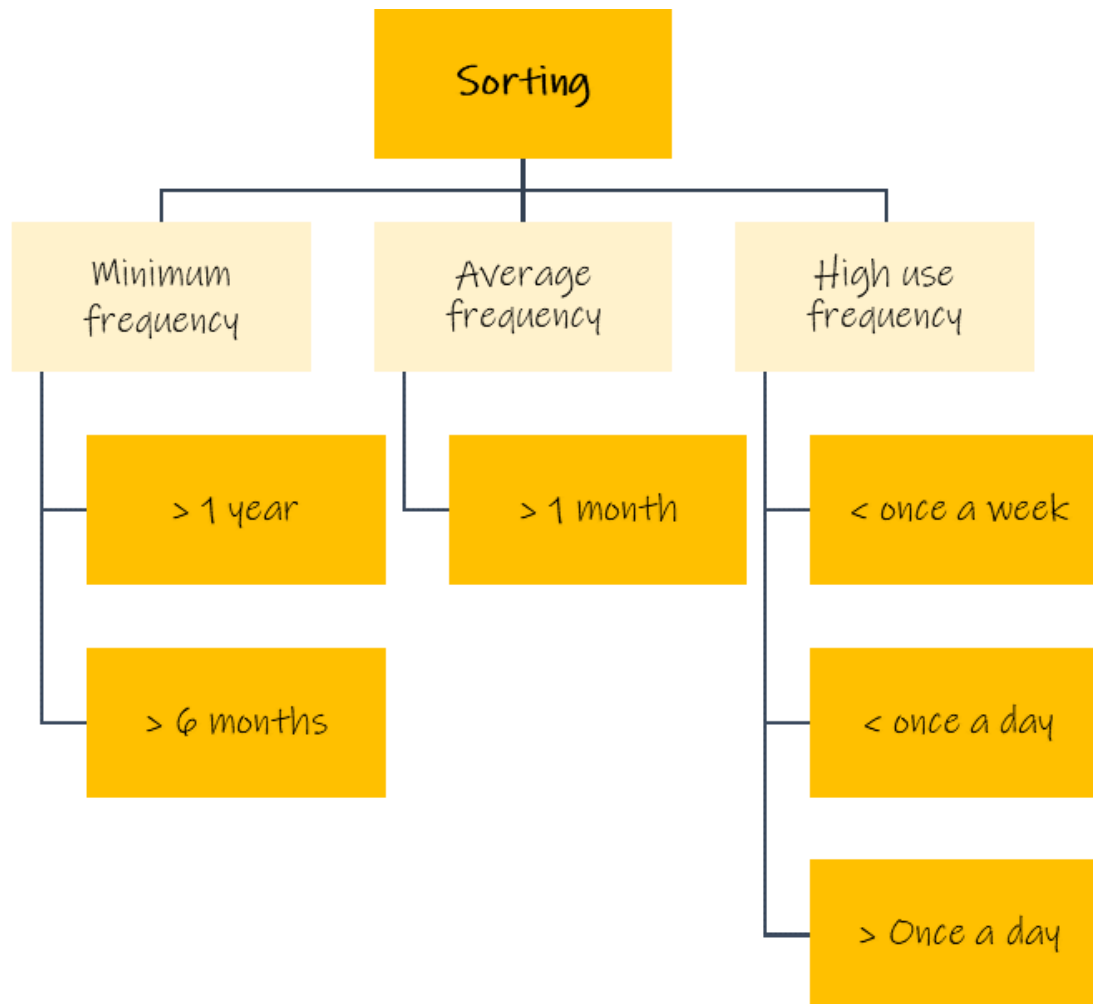 Sorting
Minimum
frequency
Average
frequency
High use
frequency
> 1 year
> 1 month
< once a week
> 6 months
< once a day
> Once a day